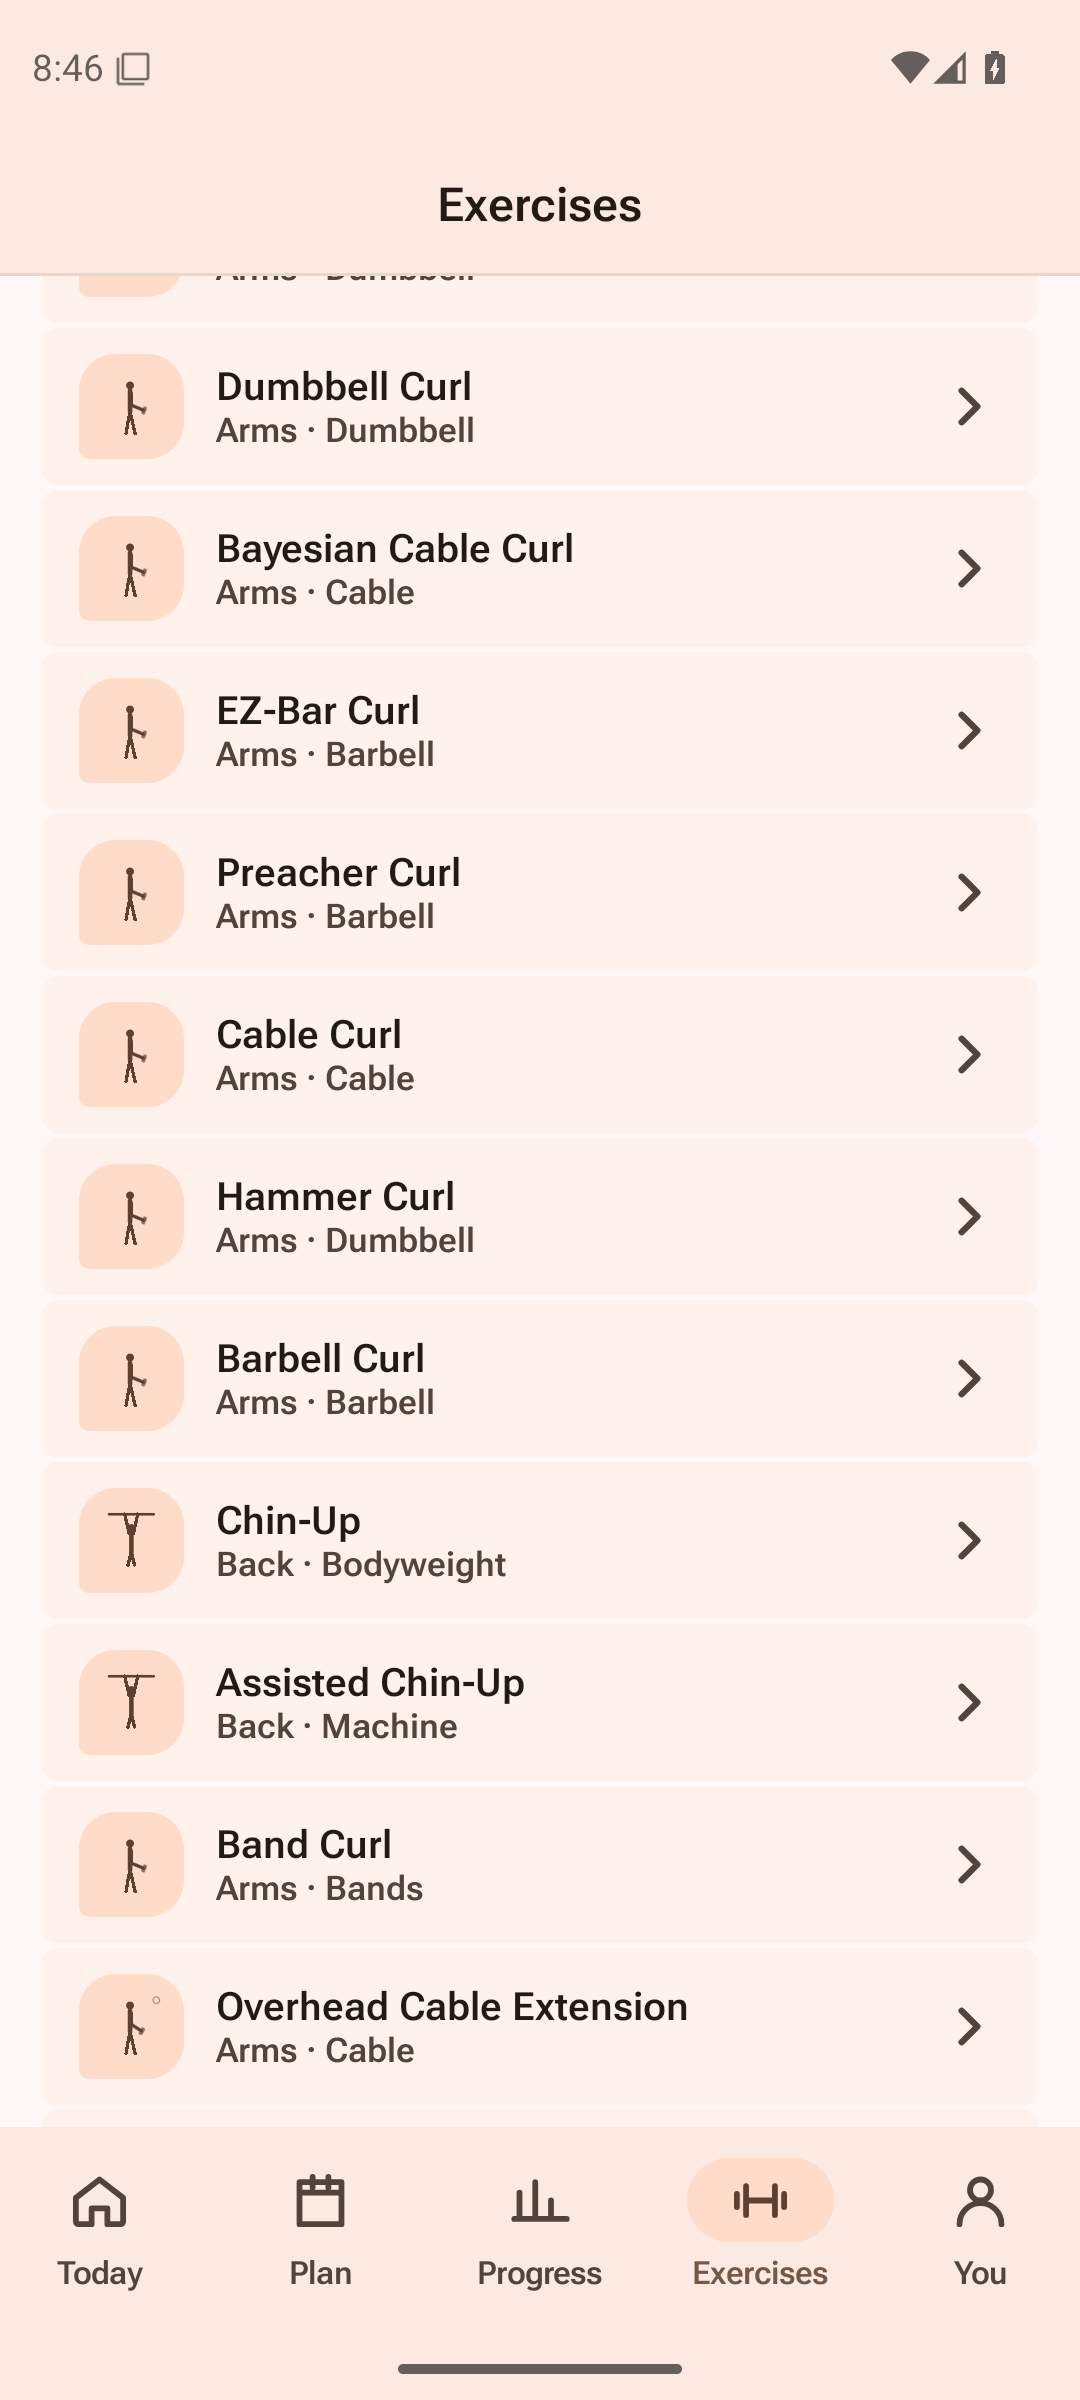 8:46
Exercises
Arms · Dumbbell
Dumbbell Curl
Arms · Dumbbell
Bayesian Cable Curl
Arms · Cable
EZ-Bar Curl
Arms · Barbell
Preacher Curl
Arms · Barbell
Cable Curl
Arms · Cable
Hammer Curl
Arms · Dumbbell
Barbell Curl
Arms · Barbell
Chin-Up
Back · Bodyweight
Assisted Chin-Up
Back · Machine
Band Curl
Arms · Bands
Overhead Cable Extension
Arms · Cable
Today
Plan
Progress
Exercises
You